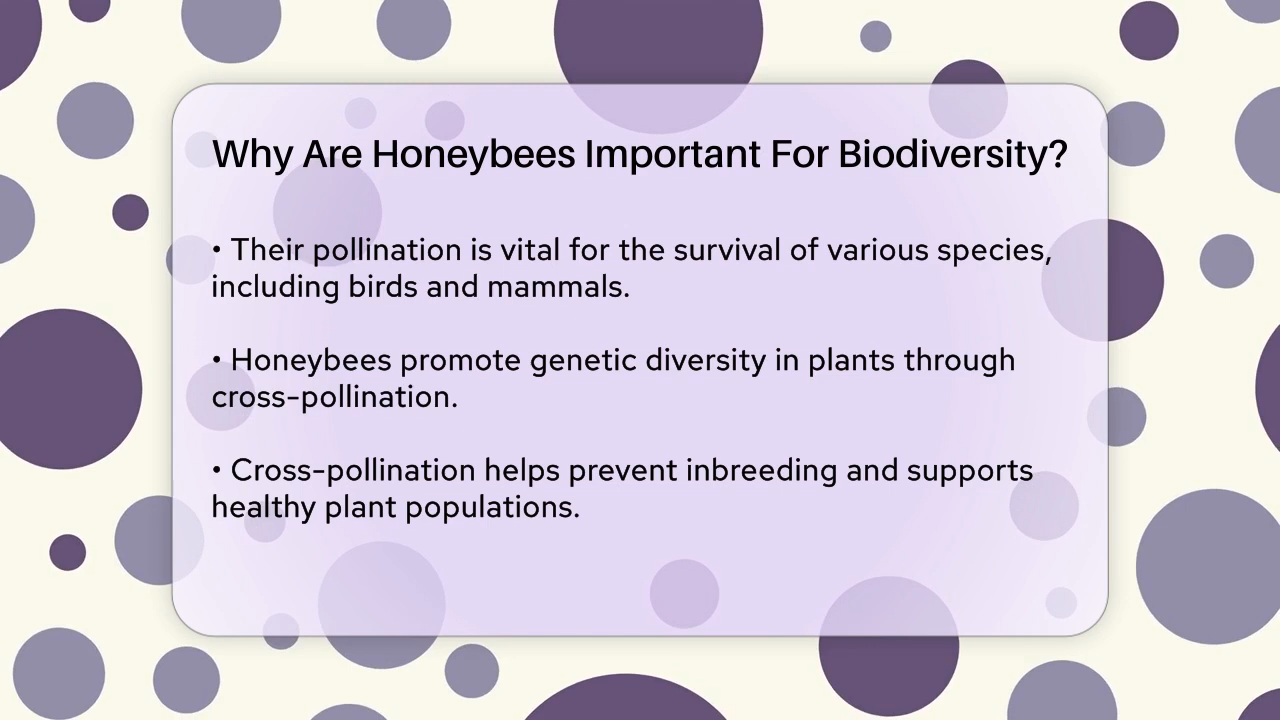 Why Are Honeybees Important For Biodiversity?
• Their pollination is vital for the survival of various species,
including birds and mammals.
• Honeybees promote genetic diversity in plants through
cross-pollination.
• Cross-pollination helps prevent inbreeding and supports
healthy plant populations.